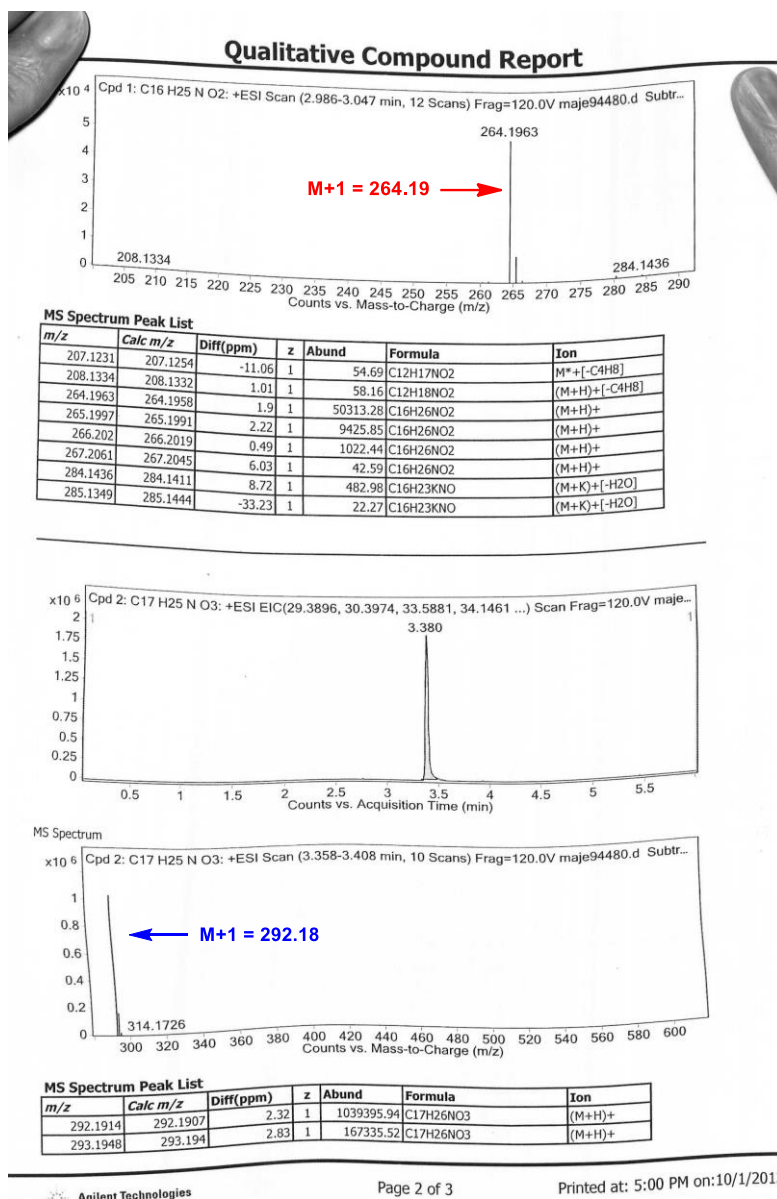 Qualitative Compound Report
x10 4 Cpd 1: C16 H25 N O2: +ESI Scan (2.986-3.047 min, 12 Scans) Frag=120.0V maje94480.d Subtr...
264.1963
5
4
M+1 = 264.19
3
2
1
208.1334
284.1436
0
205 210 215 220 225 230 235 240 245 250 255 260 265 270 275 280 285 290
Counts vs. Mass-to-Charge (m/z)
MS Spectrum Peak List
m/z Calc m/z Diff(ppm) z Abund Formula Ion
207.1231 207.1254 -11.06 1 54.69 C12H17NO2 M*+[-C4H8]
208.1334 208.1332 1.01 1 58.16 C12H18NO2 (M+H)+[-C4H8]
264.1963 264.1958 1.9 1 50313.28 C16H26NO2 (M+H)+
265.1997 265.1991 2.22 1 9425.85 C16H26NO2 (M+H)+
266.202 266.2019 0.49 1 1022.44 C16H26NO2 (M+H)+
267.2061 267.2045 6.03 1 42.59 C16H26NO2 (M+H)+
284.1436 284.1411 8.72 1 482.98 C16H23KNO (M+K)+[-H2O]
285.1349 285.1444 -33.23 1 22.27 C16H23KNO (M+K)+[-H2O]
x10 6 Cpd 2: C17 H25 N O3: +ESI EIC(29.3896, 30.3974, 33.5881, 34.1461 ...) Scan Frag=120.0V maje...
2 1 3.380 1
1.75
1.5
1.25
1
0.75
0.5
0.25
0
0.5 1 1.5 2 2.5 3 3.5 4 4.5 5 5.5
Counts vs. Acquisition Time (min)
MS Spectrum
x10 6 Cpd 2: C17 H25 N O3: +ESI Scan (3.358-3.408 min, 10 Scans) Frag=120.0V maje94480.d Subtr...
1
0.8
M+1 = 292.18
0.6
0.4
0.2
314.1726
0
300 320 340 360 380 400 420 440 460 480 500 520 540 560 580 600
Counts vs. Mass-to-Charge (m/z)
MS Spectrum Peak List
m/z Calc m/z Diff(ppm) z Abund Formula Ion
292.1914 292.1907 2.32 1 1039395.94 C17H26NO3 (M+H)+
293.1948 293.194 2.83 1 167335.52 C17H26NO3 (M+H)+
Agilent Technologies Page 2 of 3 Printed at: 5:00 PM on:10/1/201